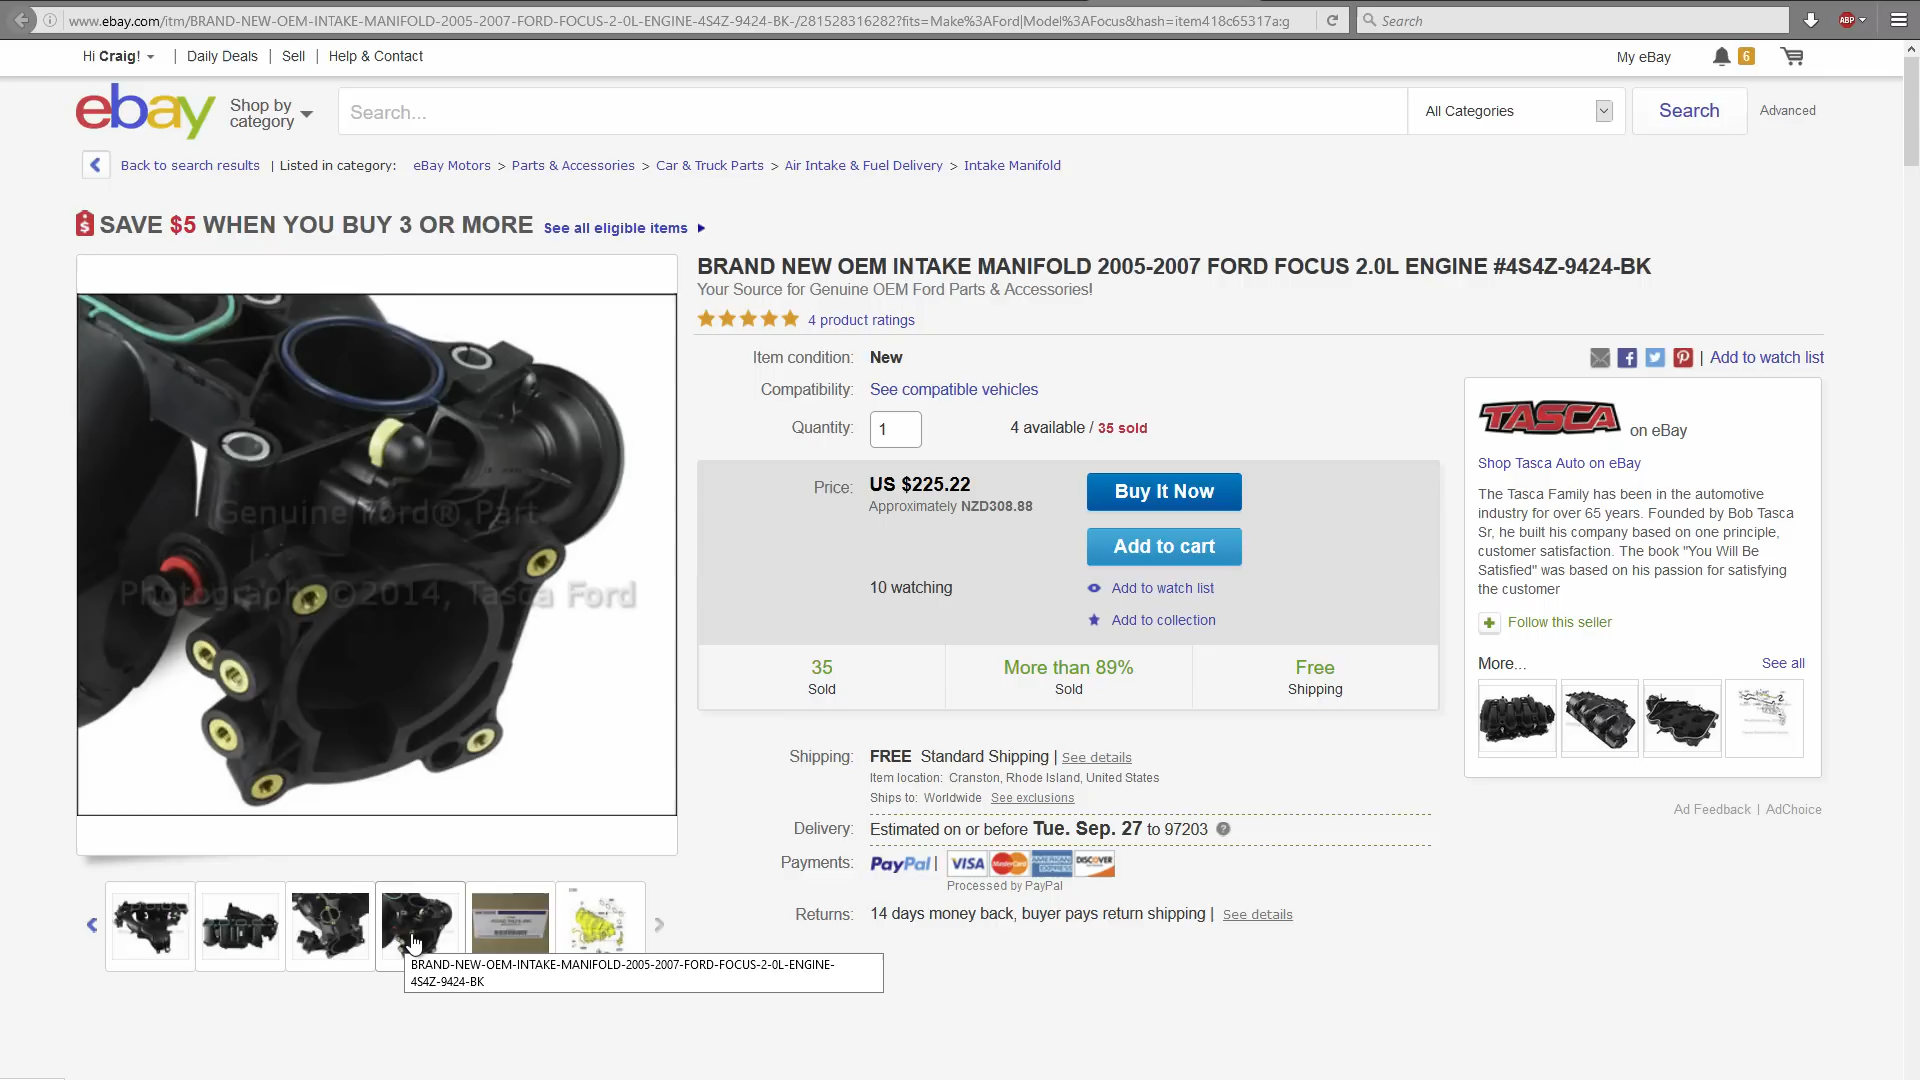 www.ebay.com/itm/BRAND-NEW-OEM-INTAKE-MANIFOLD-2005-2007-FORD-FOCUS-2-0L-ENGINE-4S4Z-9424-BK-/281528316282?fits=Make%3AFord|Model%3AFocus&hash=item418c65317a:g
Search
ABP
Hi Craig! | Daily Deals | Sell | Help & Contact
My eBay
6
ebay
Shop by
category
Search...
All Categories
Search
Advanced
Back to search results | Listed in category: eBay Motors > Parts & Accessories > Car & Truck Parts > Air Intake & Fuel Delivery > Intake Manifold
$ SAVE $5 WHEN YOU BUY 3 OR MORE See all eligible items
BRAND NEW OEM INTAKE MANIFOLD 2005-2007 FORD FOCUS 2.0L ENGINE #4S4Z-9424-BK
Your Source for Genuine OEM Ford Parts & Accessories!
4 product ratings
Item condition: New
| Add to watch list
Compatibility: See compatible vehicles
Quantity: 1 4 available / 35 sold
Price: US $225.22
Approximately NZD308.88
Buy It Now
Add to cart
10 watching
Add to watch list
Add to collection
35
Sold
More than 89%
Sold
Free
Shipping
Shipping: FREE Standard Shipping | See details
Item location: Cranston, Rhode Island, United States
Ships to: Worldwide See exclusions
Delivery: Estimated on or before Tue. Sep. 27 to 97203 ?
Payments: PayPal | VISA MasterCard AMERICAN EXPRESS DISCOVER
Processed by PayPal
Returns: 14 days money back, buyer pays return shipping | See details
TASCA on eBay
Shop Tasca Auto on eBay
The Tasca Family has been in the automotive
industry for over 65 years. Founded by Bob Tasca
Sr, he built his company based on one principle,
customer satisfaction. The book "You Will Be
Satisfied" was based on his passion for satisfying
the customer
Follow this seller
More... See all
Ad Feedback | AdChoice
Genuine Ford® Part
Photograph ©2014, Tasca Ford
BRAND-NEW-OEM-INTAKE-MANIFOLD-2005-2007-FORD-FOCUS-2-0L-ENGINE-
4S4Z-9424-BK